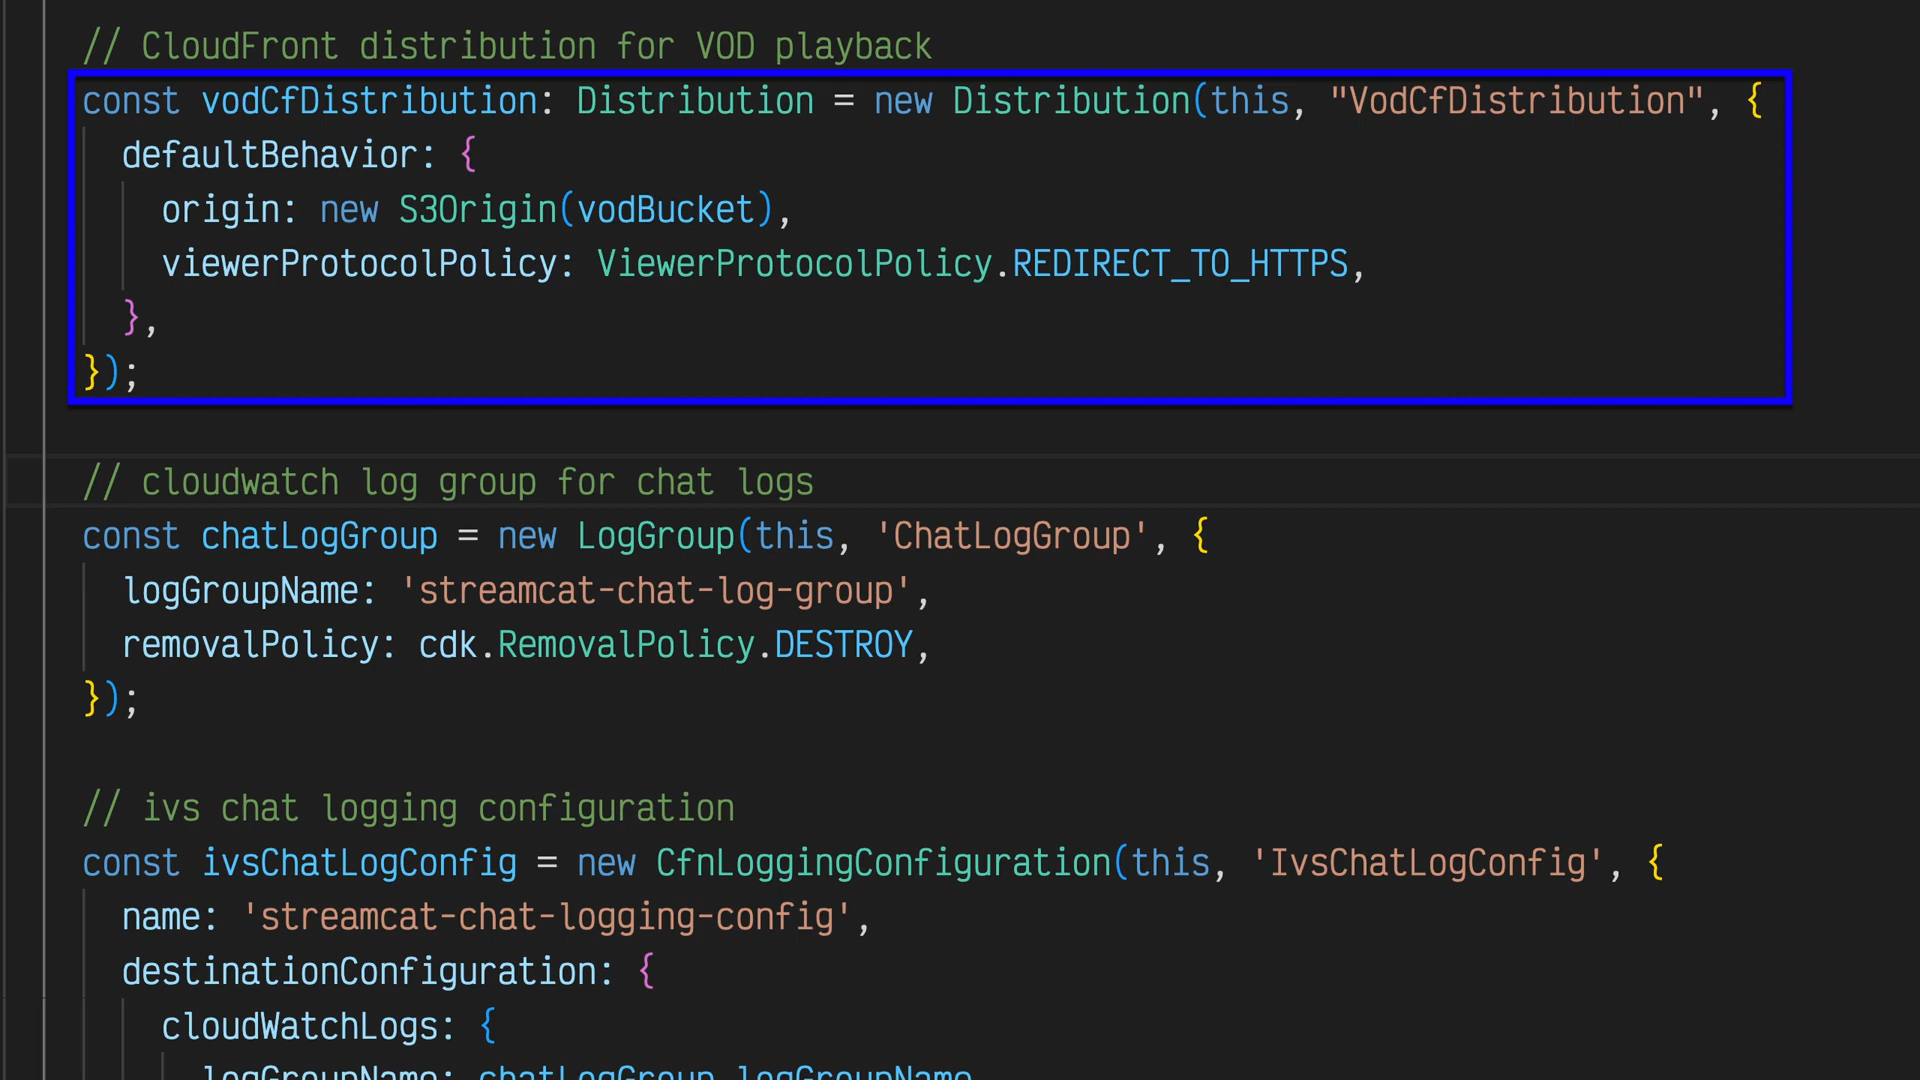 // CloudFront distribution for VOD playback
const vodCfDistribution: Distribution = new Distribution(this, "VodCfDistribution", {
defaultBehavior: {
origin: new S3Origin(vodBucket),
viewerProtocolPolicy: ViewerProtocolPolicy.REDIRECT_TO_HTTPS,
},
});
// cloudwatch log group for chat logs
const chatLogGroup = new LogGroup(this, 'ChatLogGroup', {
logGroupName: 'streamcat-chat-log-group',
removalPolicy: cdk.RemovalPolicy.DESTROY,
});
// ivs chat logging configuration
const ivsChatLogConfig = new CfnLoggingConfiguration(this, 'IvsChatLogConfig', {
name: 'streamcat-chat-logging-config',
destinationConfiguration: {
cloudWatchLogs: {
logGroupName: chatLogGroup.logGroupName